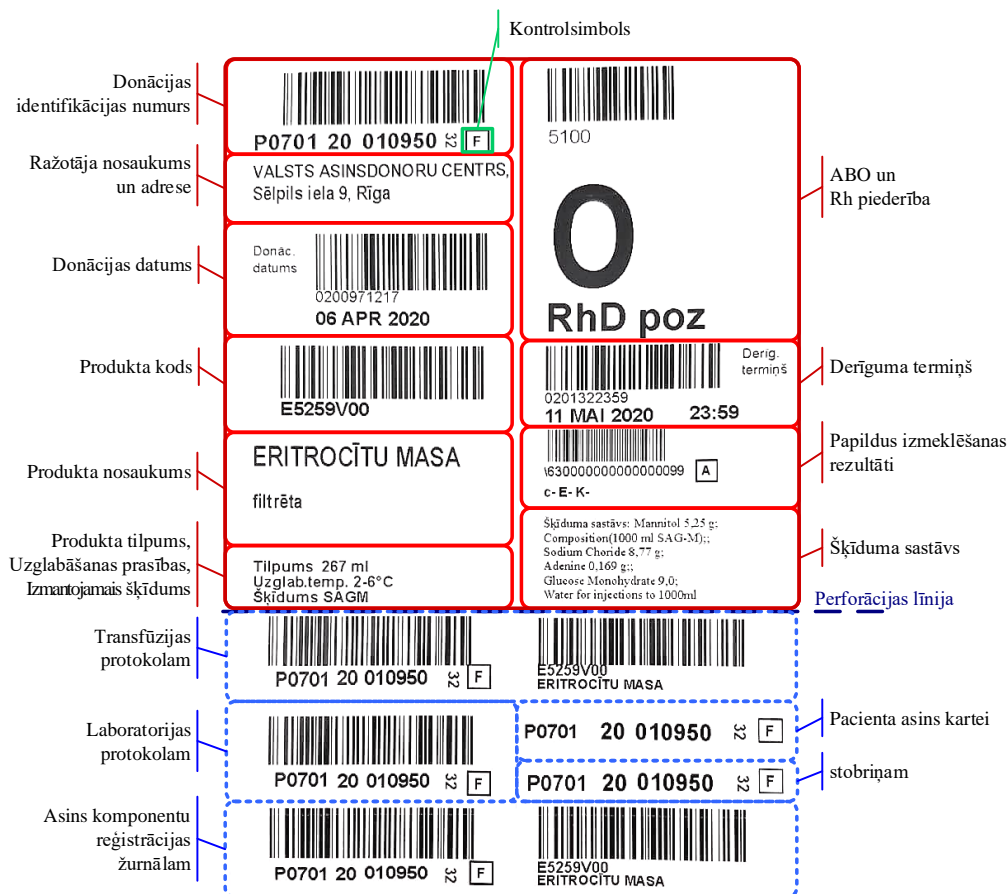 Kontrolsimbols
Donācijas
identifikācijas numurs
P0701 20 010950 32 F
Ražotāja nosaukums
un adrese
VALSTS ASINSDONORU CENTRS,
Sēlpils iela 9, Rīga
5100
O
RhD poz
ABO un
Rh piederība
Donācijas datums
Donāc.
datums
0200971217
06 APR 2020
Produkta kods
E5259V00
Derīg.
termiņš
0201322359
11 MAI 2020 23:59
Derīguma termiņš
Produkta nosaukums
ERITROCĪTU MASA
filtrēta
\630000000000000099 A
c- E- K-
Papildus izmeklēšanas
rezultāti
Produkta tilpums,
Uzglabāšanas prasības,
Izmantojamais šķīdums
Tilpums 267 ml
Uzglab.temp. 2-6°C
Šķīdums SAGM
Šķīduma sastāvs: Mannitol 5,25 g;
Composition(1000 ml SAG-M);;
Sodium Choride 8,77 g;
Adenine 0,169 g;;
Glucose Monohydrate 9,0;
Water for injections to 1000ml
Šķīduma sastāvs
Perforācijas līnija
Transfūzijas
protokolam
P0701 20 010950 32 F
E5259V00
ERITROCĪTU MASA
Laboratorijas
protokolam
P0701 20 010950 32 F
P0701 20 010950 32 F
Pacienta asins kartei
P0701 20 010950 32 F
stobriņam
Asins komponentu
reģistrācijas
žurnālam
P0701 20 010950 32 F
E5259V00
ERITROCĪTU MASA